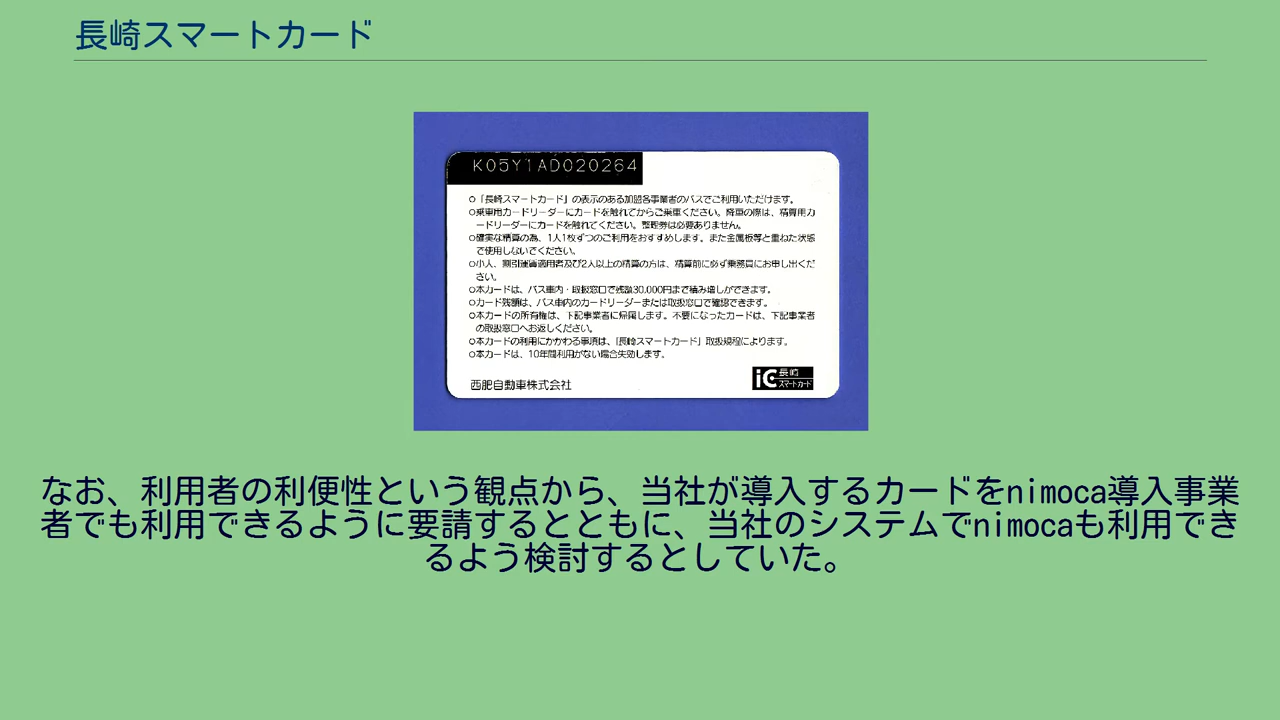 長崎スマートカード
K05Y1AD020264
○「長崎スマートカード」の表示のある加盟各事業者のバスでご利用いただけます。
○乗車用カードリーダーにカードを触れてからご乗車ください。降車の際は、精算用カ
ードリーダーにカードを触れてください。整理券は必要ありません。
○確実な精算の為、1人1枚ずつのご利用をおすすめします。また金属板等と重ねた状態
で使用しないでください。
○小人、割引運賃適用者及び2人以上の精算の方は、精算前に必ず乗務員にお申し出くだ
さい。
○本カードは、バス車内・取扱窓口で残額30,000円まで積み増しができます。
○カード残額は、バス車内のカードリーダーまたは取扱窓口で確認できます。
○本カードの所有権は、下記事業者に帰属します。不要になったカードは、下記事業者
の取扱窓口へお返しください。
○本カードの利用にかかわる事項は、「長崎スマートカード」取扱規程によります。
○本カードは、10年間利用がない場合失効します。
西肥自動車株式会社
iC 長崎
スマートカード
なお、利用者の利便性という観点から、当社が導入するカードをnimoca導入事業
者でも利用できるように要請するとともに、当社のシステムでnimocaも利用でき
るよう検討するとしていた。